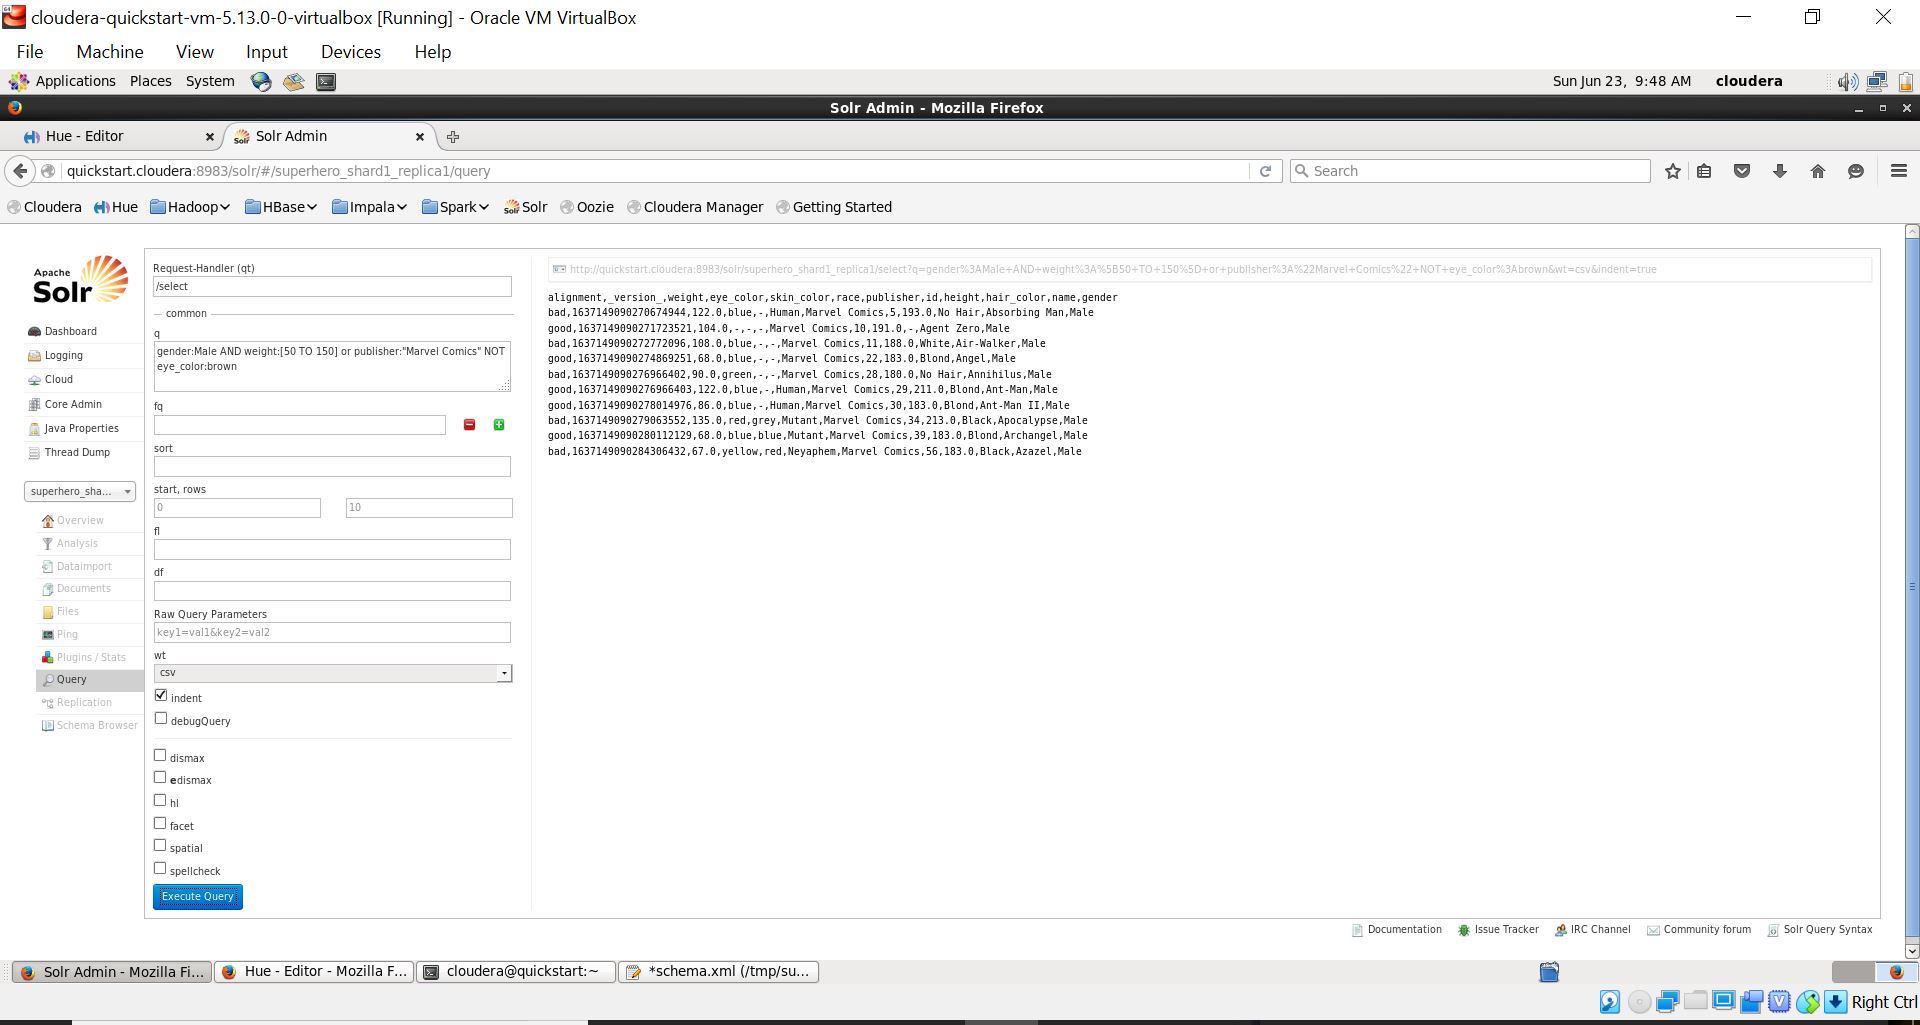 cloudera-quickstart-vm-5.13.0-0-virtualbox [Running] - Oracle VM VirtualBox
File Machine View Input Devices Help
Applications Places System
Sun Jun 23, 9:48 AM cloudera
Solr Admin - Mozilla Firefox
Hue - Editor
Solr Admin
quickstart.cloudera:8983/solr/#/superhero_shard1_replica1/query
Search
Cloudera Hue Hadoop HBase Impala Spark Solr Oozie Cloudera Manager Getting Started
Apache
Solr
Dashboard
Logging
Cloud
Core Admin
Java Properties
Thread Dump
superhero_sha...
Overview
Analysis
Dataimport
Documents
Files
Ping
Plugins / Stats
Query
Replication
Schema Browser
Request-Handler (qt)
/select
common
q
gender:Male AND weight:[50 TO 150] or publisher:"Marvel Comics" NOT
eye_color:brown
fq
sort
start, rows
0
10
fl
df
Raw Query Parameters
key1=val1&key2=val2
wt
csv
indent
debugQuery
dismax
edismax
hl
facet
spatial
spellcheck
Execute Query
http://quickstart.cloudera:8983/solr/superhero_shard1_replica1/select?q=gender%3AMale+AND+weight%3A%5B50+TO+150%5D+or+publisher%3A%22Marvel+Comics%22+NOT+eye_color%3Abrown&wt=csv&indent=true
alignment,_version_,weight,eye_color,skin_color,race,publisher,id,height,hair_color,name,gender
bad,1637149090270674944,122.0,blue,-,Human,Marvel Comics,5,193.0,No Hair,Absorbing Man,Male
good,1637149090271723521,104.0,-,-,-,Marvel Comics,10,191.0,-,Agent Zero,Male
bad,1637149090272772096,108.0,blue,-,-,Marvel Comics,11,188.0,White,Air-Walker,Male
good,1637149090274869251,68.0,blue,-,-,Marvel Comics,22,183.0,Blond,Angel,Male
bad,1637149090276966402,90.0,green,-,-,Marvel Comics,28,180.0,No Hair,Annihilus,Male
good,1637149090276966403,122.0,blue,-,Human,Marvel Comics,29,211.0,Blond,Ant-Man,Male
good,1637149090278014976,86.0,blue,-,Human,Marvel Comics,30,183.0,Blond,Ant-Man II,Male
bad,1637149090279063552,135.0,red,grey,Mutant,Marvel Comics,34,213.0,Black,Apocalypse,Male
good,1637149090280112129,68.0,blue,blue,Mutant,Marvel Comics,39,183.0,Blond,Archangel,Male
bad,1637149090284306432,67.0,yellow,red,Neyaphem,Marvel Comics,56,183.0,Black,Azazel,Male
Documentation Issue Tracker IRC Channel Community forum Solr Query Syntax
Solr Admin - Mozilla Fi... Hue - Editor - Mozilla F... cloudera@quickstart:~ *schema.xml (/tmp/su...
Right Ctrl